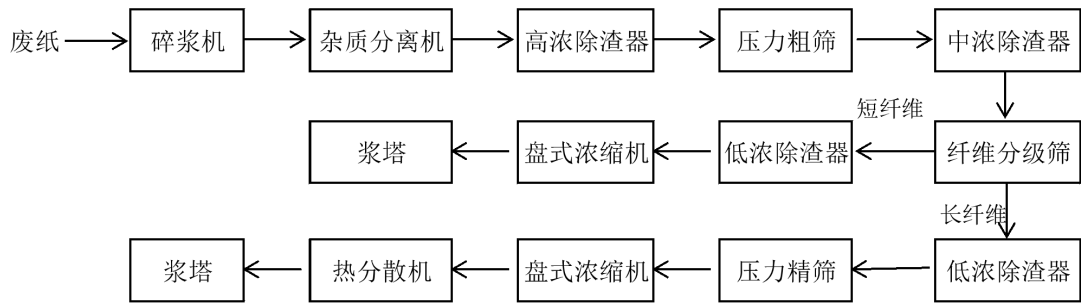 废纸
碎浆机
杂质分离机
高浓除渣器
压力粗筛
中浓除渣器
短纤维
浆塔
盘式浓缩机
低浓除渣器
纤维分级筛
长纤维
浆塔
热分散机
盘式浓缩机
压力精筛
低浓除渣器